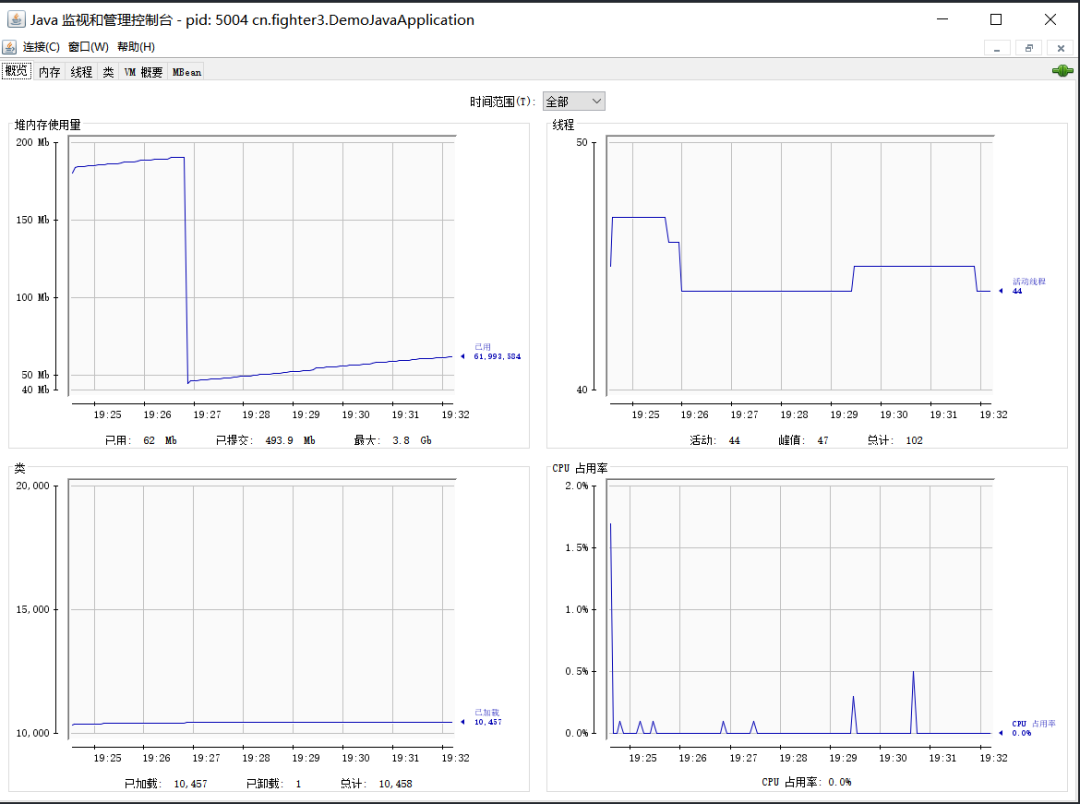 Java 监视和管理控制台 - pid: 5004 cn.fighter3.DemoJavaApplication
连接(C) 窗口(W) 帮助(H)
概览 内存 线程 类 VM 概要 MBean
时间范围(T): 全部
堆内存使用量
200 Mb
150 Mb
100 Mb
50 Mb
40 Mb
已用
61,993,584
19:25 19:26 19:27 19:28 19:29 19:30 19:31 19:32
已用: 62 Mb 已提交: 493.9 Mb 最大: 3.8 Gb
线程
50
40
活动线程
44
19:25 19:26 19:27 19:28 19:29 19:30 19:31 19:32
活动: 44 峰值: 47 总计: 102
类
20,000
15,000
10,000
已加载
10,457
19:25 19:26 19:27 19:28 19:29 19:30 19:31 19:32
已加载: 10,457 已卸载: 1 总计: 10,458
CPU 占用率
2.0%
1.5%
1.0%
0.5%
0.0%
CPU 占用率
0.0%
19:25 19:26 19:27 19:28 19:29 19:30 19:31 19:32
CPU 占用率: 0.0%